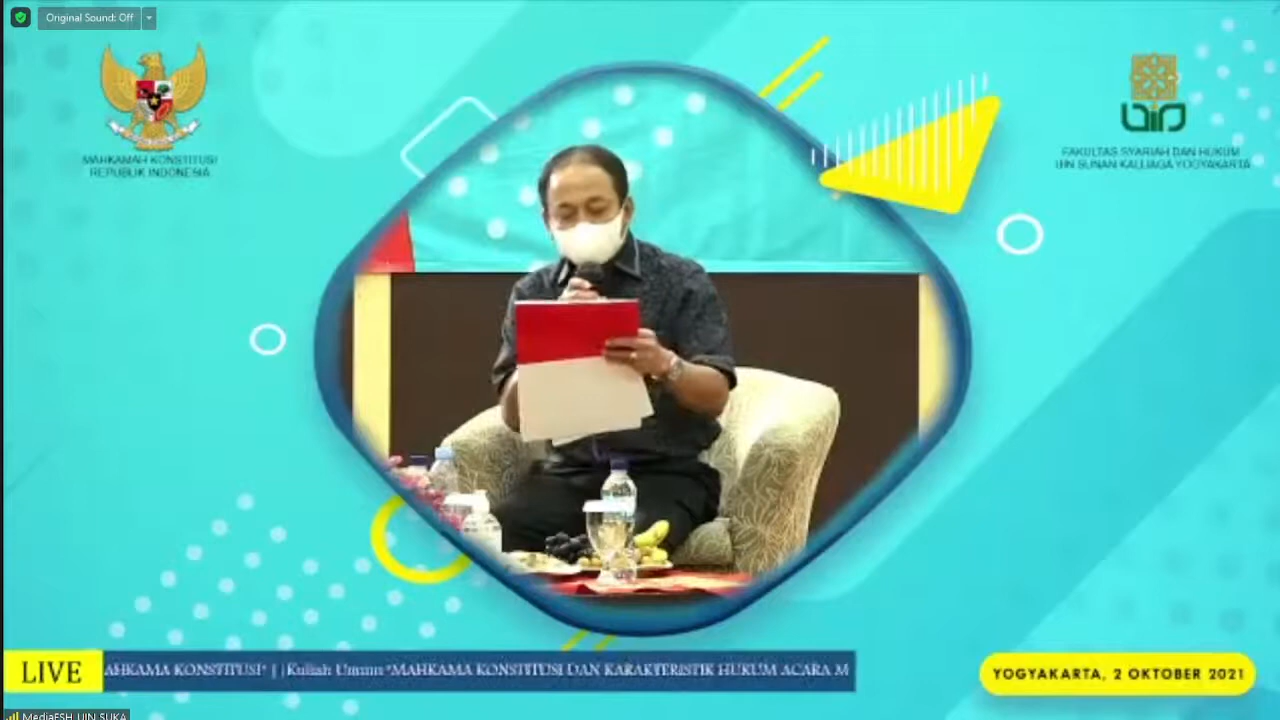 Original Sound: Off
MAHKAMAH KONSTITUSI
REPUBLIK INDONESIA
uin
FAKULTAS SYARIAH DAN HUKUM
UIN SUNAN KALIJAGA YOGYAKARTA
LIVE
AHKAMA KONSTITUSI" | |Kuliah Umum "MAHKAMA KONSTITUSI DAN KARAKTERISTIK HUKUM ACARA M
YOGYAKARTA, 2 OKTOBER 2021
MediaFSH_UIN SUKA